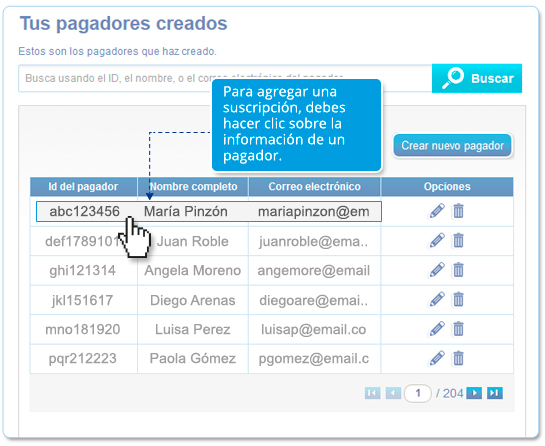 Tus pagadores creados
Estos son los pagadores que haz creado.
Busca usando el ID, el nombre, o el correo electrónico del pagador
Buscar
Para agregar una
suscripción, debes
hacer clic sobre la
información de un
pagador.
Crear nuevo pagador
Id del pagador Nombre completo Correo electrónico Opciones
abc123456 María Pinzón mariapinzon@em
def1789101 Juan Roble juanroble@ema..
ghi121314 Angela Moreno angemore@email
jkl151617 Diego Arenas diegoare@emai..
mno181920 Luisa Perez luisap@email.co
pqr212223 Paola Gómez pgomez@email.c
1 / 204